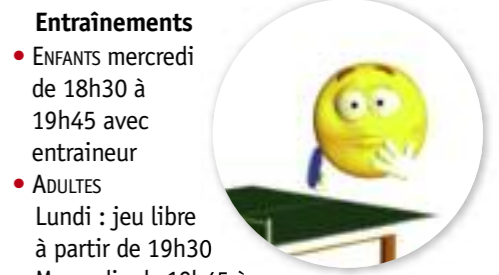 Entraînements
• ENFANTS mercredi
de 18h30 à
19h45 avec
entraineur
• ADULTES
Lundi : jeu libre
à partir de 19h30